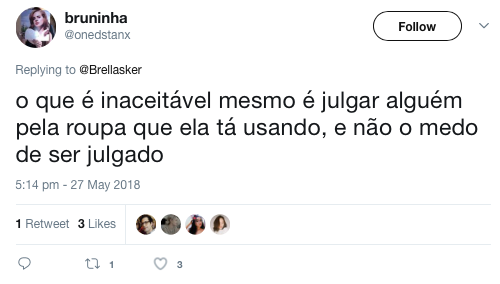 bruninha
@onedstanx
Follow
Replying to @Brellasker
o que é inaceitável mesmo é julgar alguém
pela roupa que ela tá usando, e não o medo
de ser julgado
5:14 pm - 27 May 2018
1 Retweet 3 Likes
1 3